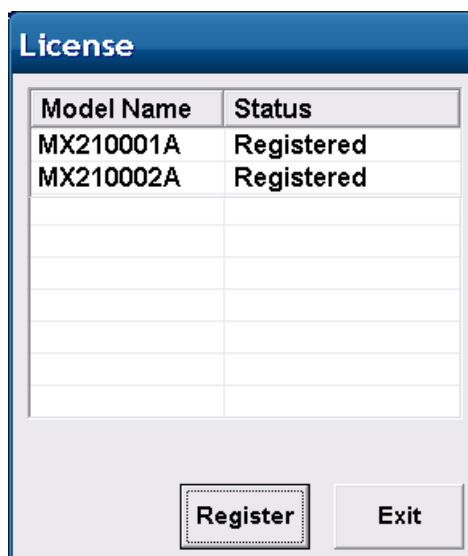 License
Model Name Status
MX210001A Registered
MX210002A Registered
Register Exit